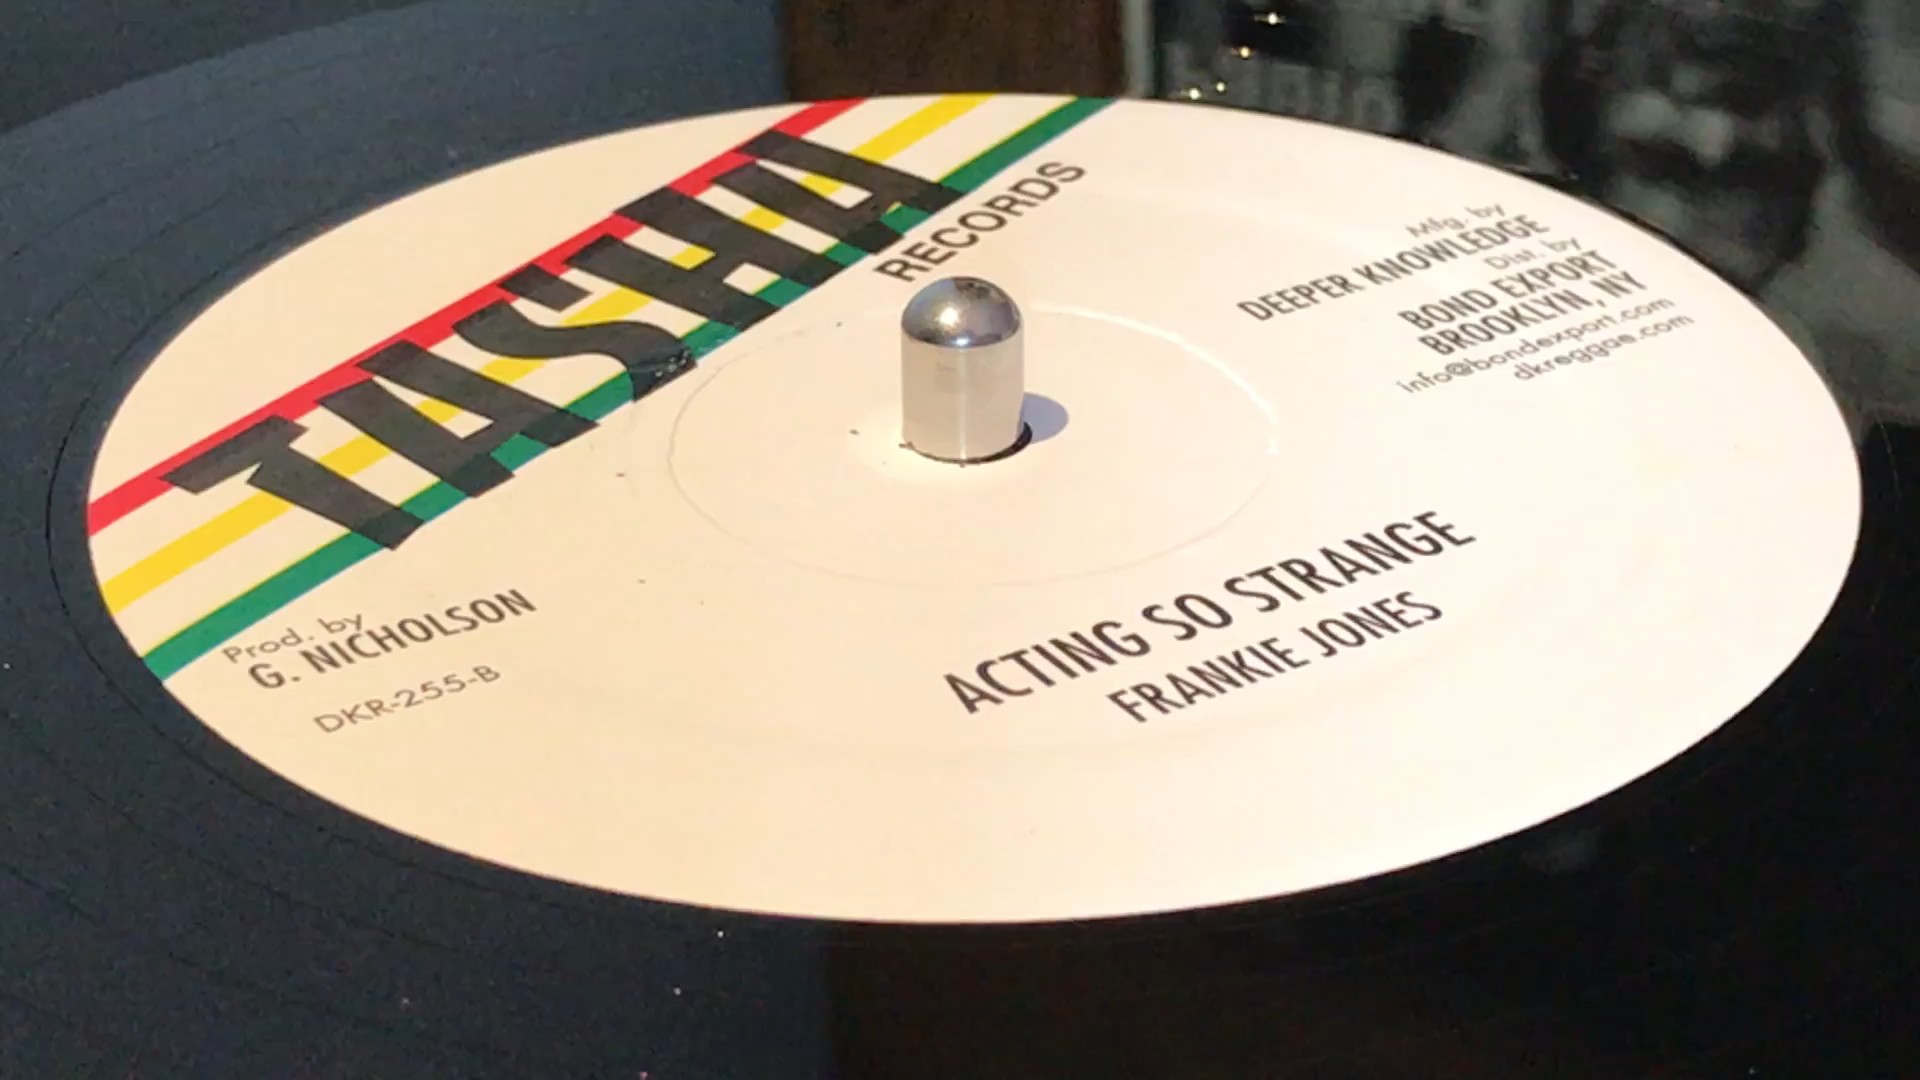 TASHA
RECORDS
Mfg. by
DEEPER KNOWLEDGE
Dist. by
BOND EXPORT
BROOKLYN, NY
info@bondexport.com
dkreggae.com
Prod. by
G. NICHOLSON
DKR-255-B
ACTING SO STRANGE
FRANKIE JONES